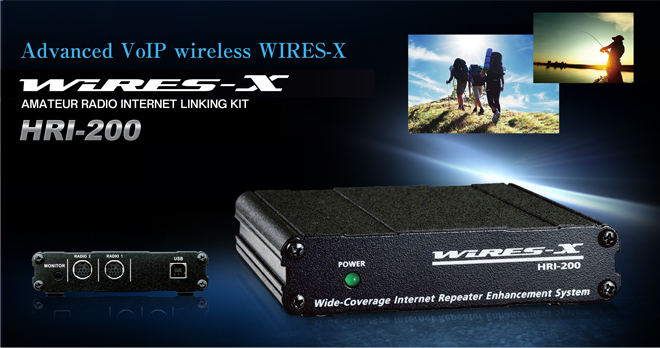 Advanced VoIP wireless WIRES-X
WiRES-X
AMATEUR RADIO INTERNET LINKING KIT
HRI-200
MONITOR
RADIO 2
RADIO 1
USB
POWER
WiRES-X
HRI-200
Wide-Coverage Internet Repeater Enhancement System